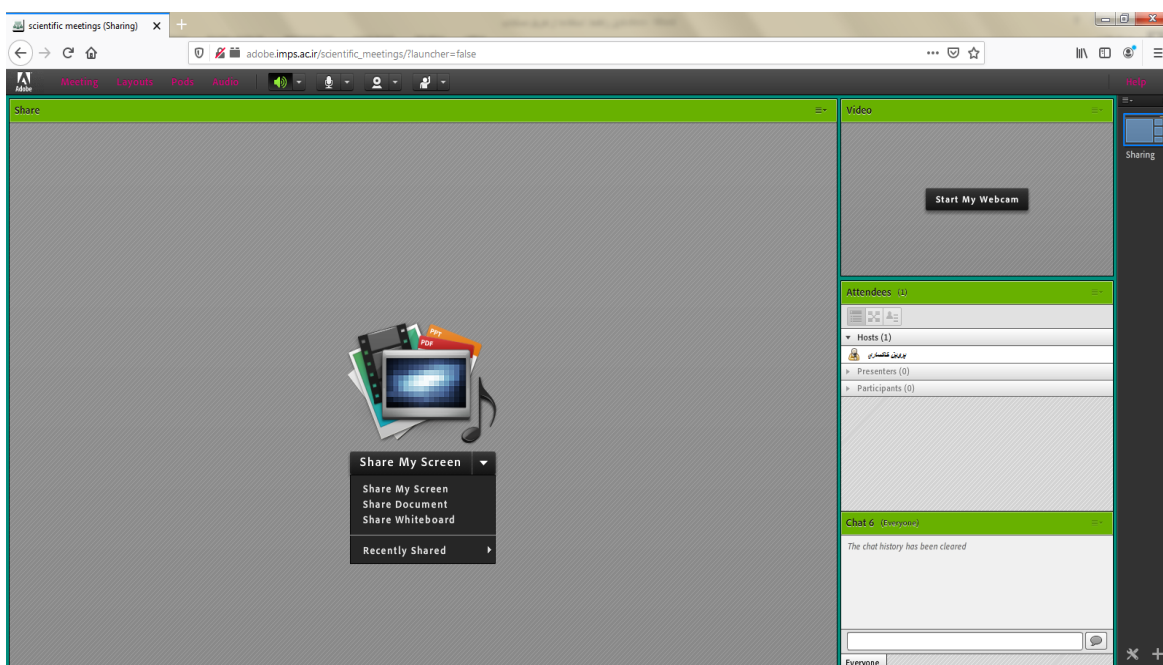 scientific meetings (Sharing)
adobe.imps.ac.ir/scientific_meetings/?launcher=false
Adobe
Meeting Layouts Pods Audio
Help
Share
Video
Start My Webcam
Sharing
Attendees (1)
Hosts (1)
پروین خاکساری
Presenters (0)
Participants (0)
PPT
PDF
Share My Screen
Share My Screen
Share Document
Share Whiteboard
Recently Shared
Chat 6 (Everyone)
The chat history has been cleared
Everyone